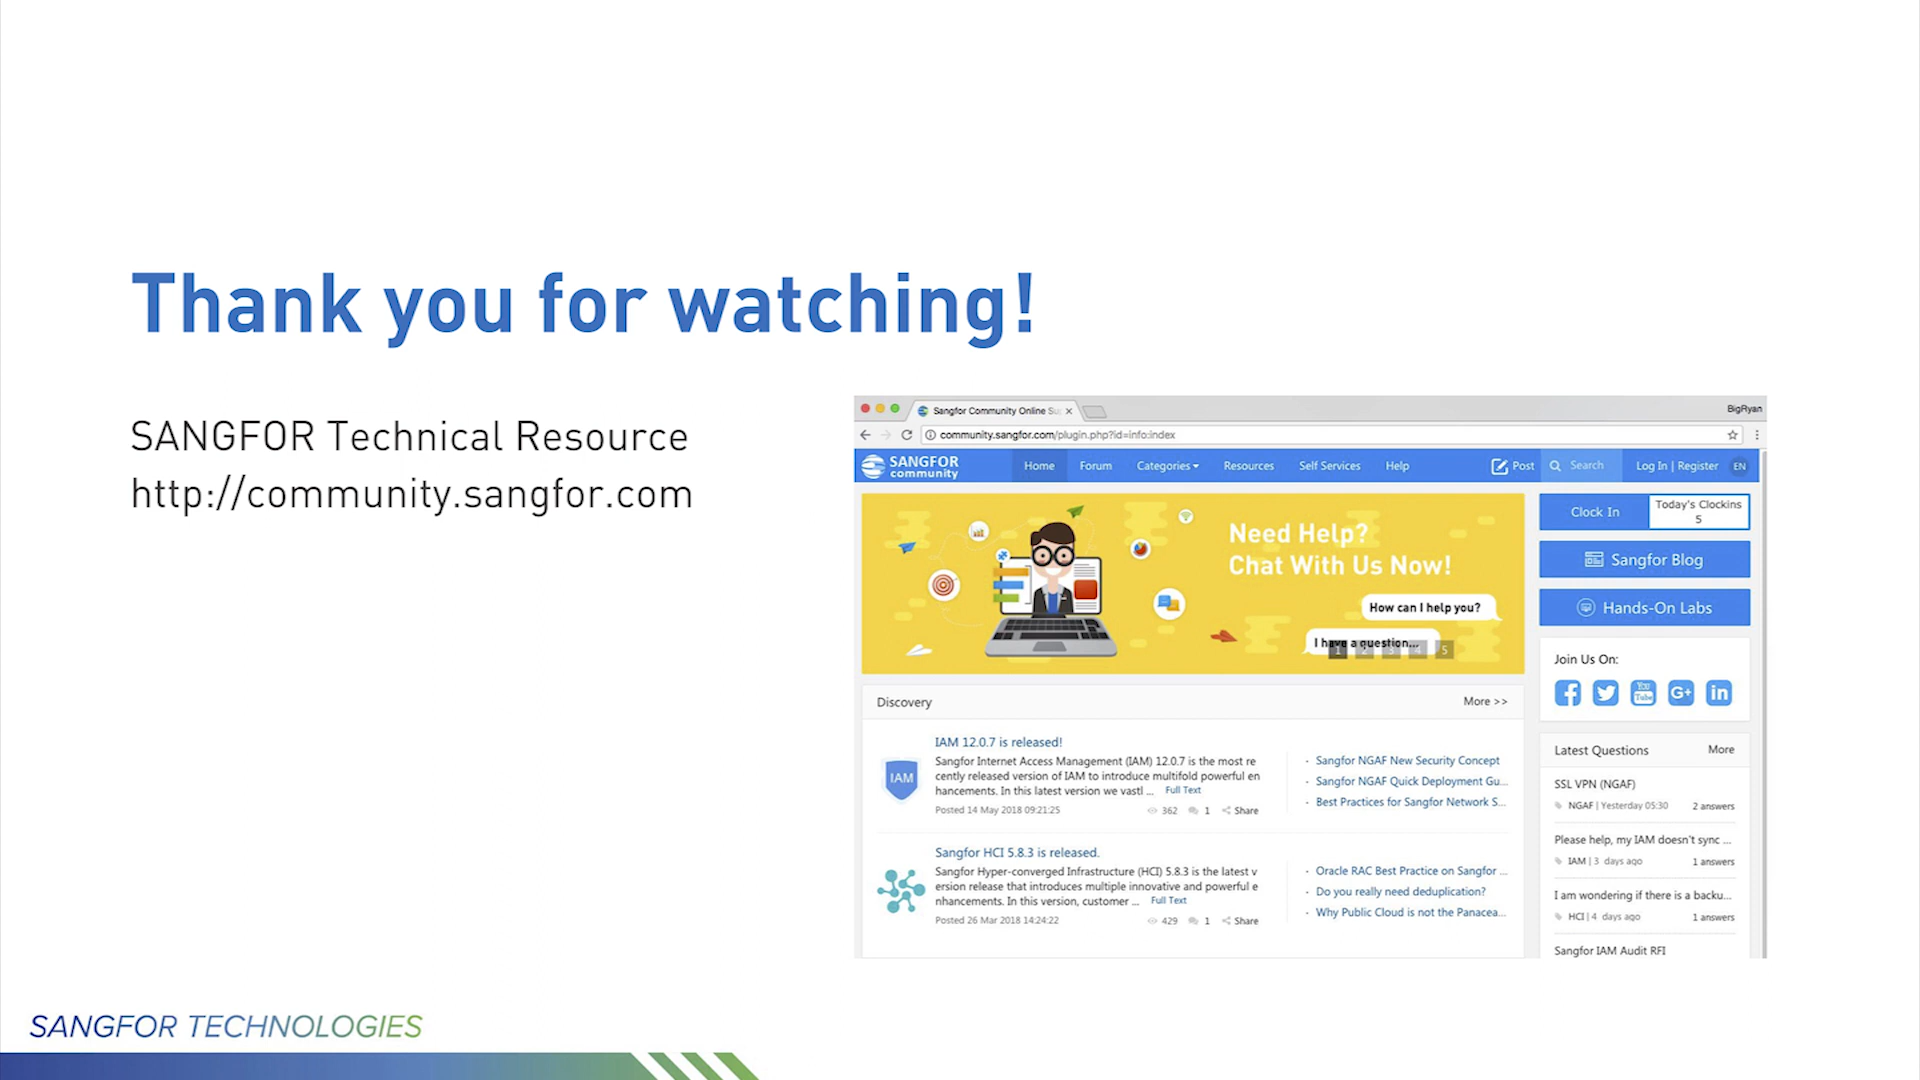 Thank you for watching!
SANGFOR Technical Resource
http://community.sangfor.com
Sangfor Community Online Su
BigRyan
community.sangfor.com/plugin.php?id=info:index
SANGFOR
community
Home
Forum
Categories
Resources
Self Services
Help
Post
Search
Log In | Register
EN
Need Help?
Chat With Us Now!
How can I help you?
I have a question...
1 2 3 4 5
Clock In
Today's Clockins
5
Sangfor Blog
Hands-On Labs
Join Us On:
You
Tube
G+
in
Discovery
More >>
IAM
IAM 12.0.7 is released!
Sangfor Internet Access Management (IAM) 12.0.7 is the most re
cently released version of IAM to introduce multifold powerful en
hancements. In this latest version we vastl ... Full Text
Posted 14 May 2018 09:21:25
362 1 Share
· Sangfor NGAF New Security Concept
· Sangfor NGAF Quick Deployment Gu...
· Best Practices for Sangfor Network S...
Sangfor HCI 5.8.3 is released.
Sangfor Hyper-converged Infrastructure (HCI) 5.8.3 is the latest v
ersion release that introduces multiple innovative and powerful e
nhancements. In this version, customer ... Full Text
Posted 26 Mar 2018 14:24:22
429 1 Share
· Oracle RAC Best Practice on Sangfor ...
· Do you really need deduplication?
· Why Public Cloud is not the Panacea...
Latest Questions
More
SSL VPN (NGAF)
NGAF | Yesterday 05:30 2 answers
Please help, my IAM doesn't sync ...
IAM | 3 days ago 1 answers
I am wondering if there is a backu...
HCI | 4 days ago 1 answers
Sangfor IAM Audit RFI
SANGFOR TECHNOLOGIES